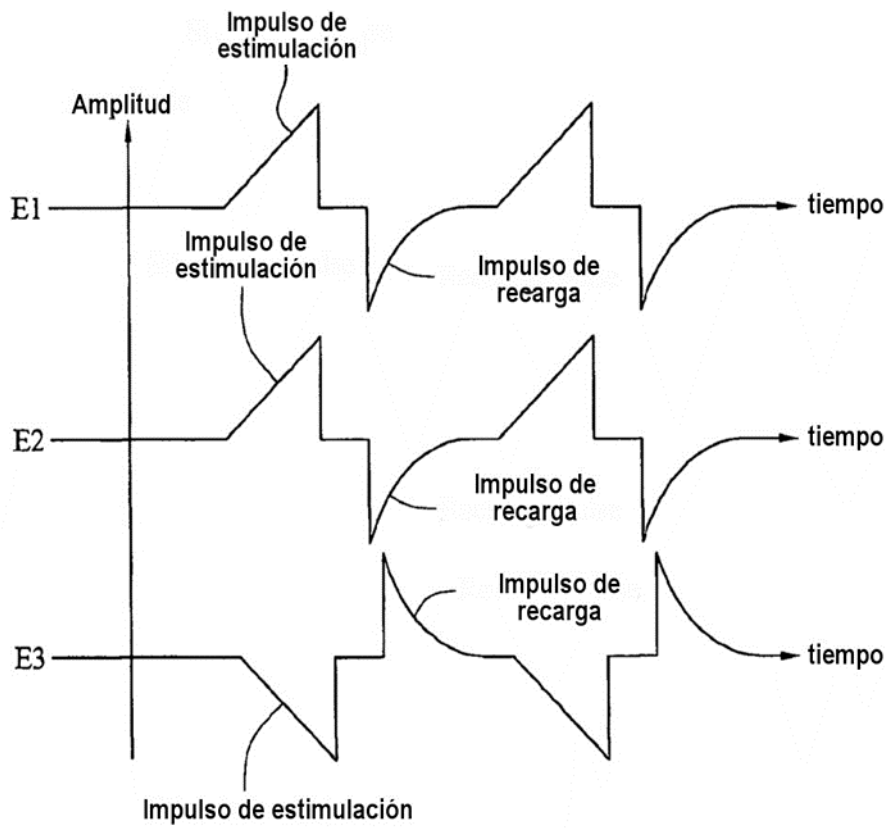 Impulso de
estimulación
Amplitud
E1
tiempo
Impulso de
estimulación
Impulso de
recarga
E2
tiempo
Impulso de
recarga
Impulso de
recarga
E3
tiempo
Impulso de estimulación